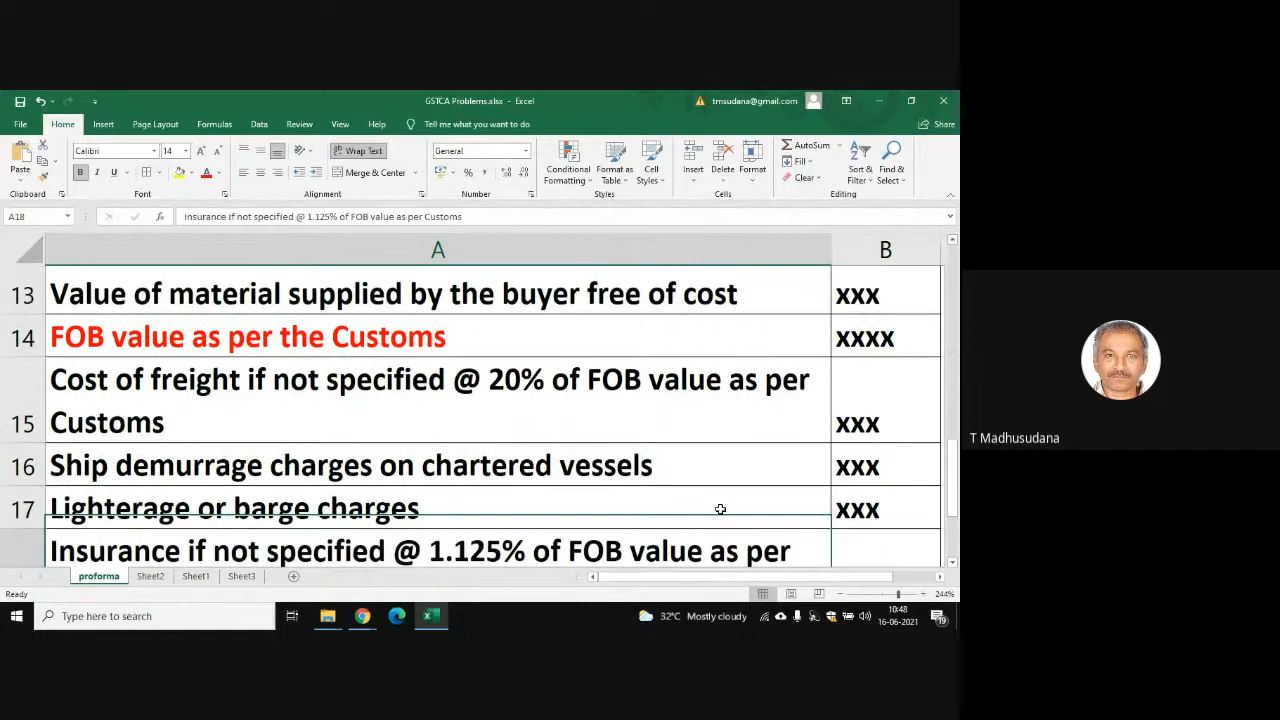 GSTCA Problems.xlsx - Excel
tmsudana@gmail.com
File Home Insert Page Layout Formulas Data Review View Help Tell me what you want to do Share
Calibri 14 Wrap Text General AutoSum
Fill
Paste B I U Merge & Center % Conditional Formatting Format as Table Cell Styles Insert Delete Format Clear Sort & Filter Find & Select
Clipboard Font Alignment Number Styles Cells Editing
A18 fx Insurance if not specified @ 1.125% of FOB value as per Customs
A B
13 Value of material supplied by the buyer free of cost xxx
14 FOB value as per the Customs xxxx
Cost of freight if not specified @ 20% of FOB value as per
15 Customs xxx
16 Ship demurrage charges on chartered vessels xxx
17 Lighterage or barge charges xxx
Insurance if not specified @ 1.125% of FOB value as per
proforma Sheet2 Sheet1 Sheet3
Ready 244%
Type here to search 32°C Mostly cloudy 10:48
16-06-2021 19
T Madhusudana